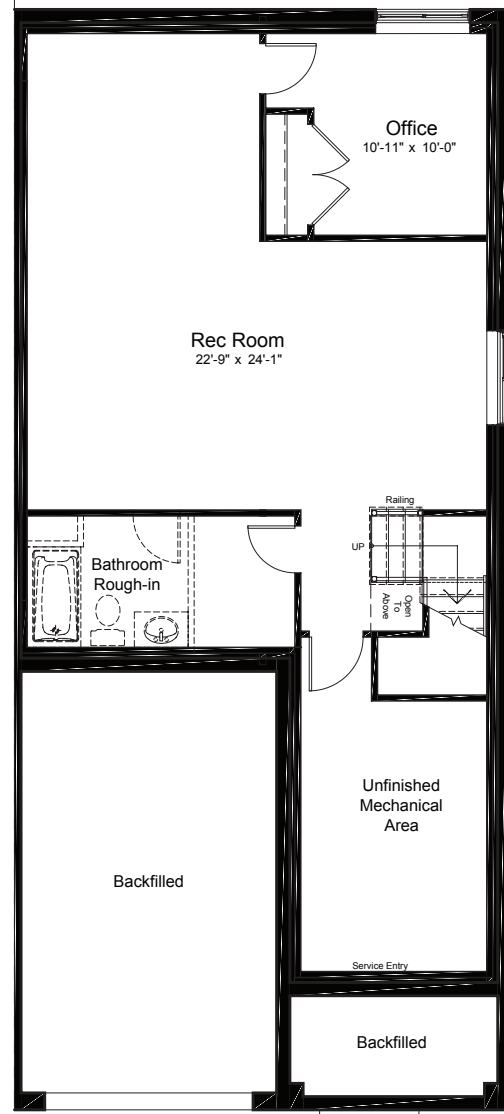 Office
10'-11" x 10'-0"
Rec Room
22'-9" x 24'-1"
Railing
UP
Open
To
Above
Bathroom
Rough-in
Unfinished
Mechanical
Area
Backfilled
Service Entry
Backfilled